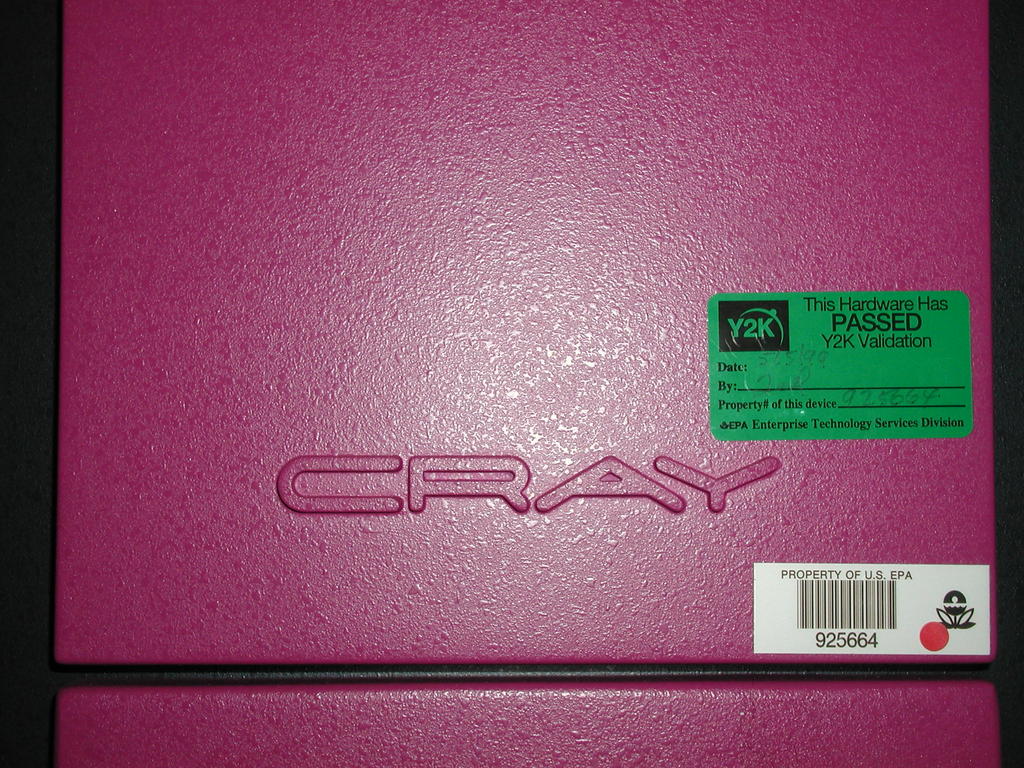 This Hardware Has
Y2K
PASSED
Y2K Validation
Date:
By:
Property# of this device 925664
EPA Enterprise Technology Services Division
CRAY
PROPERTY OF U.S. EPA
925664